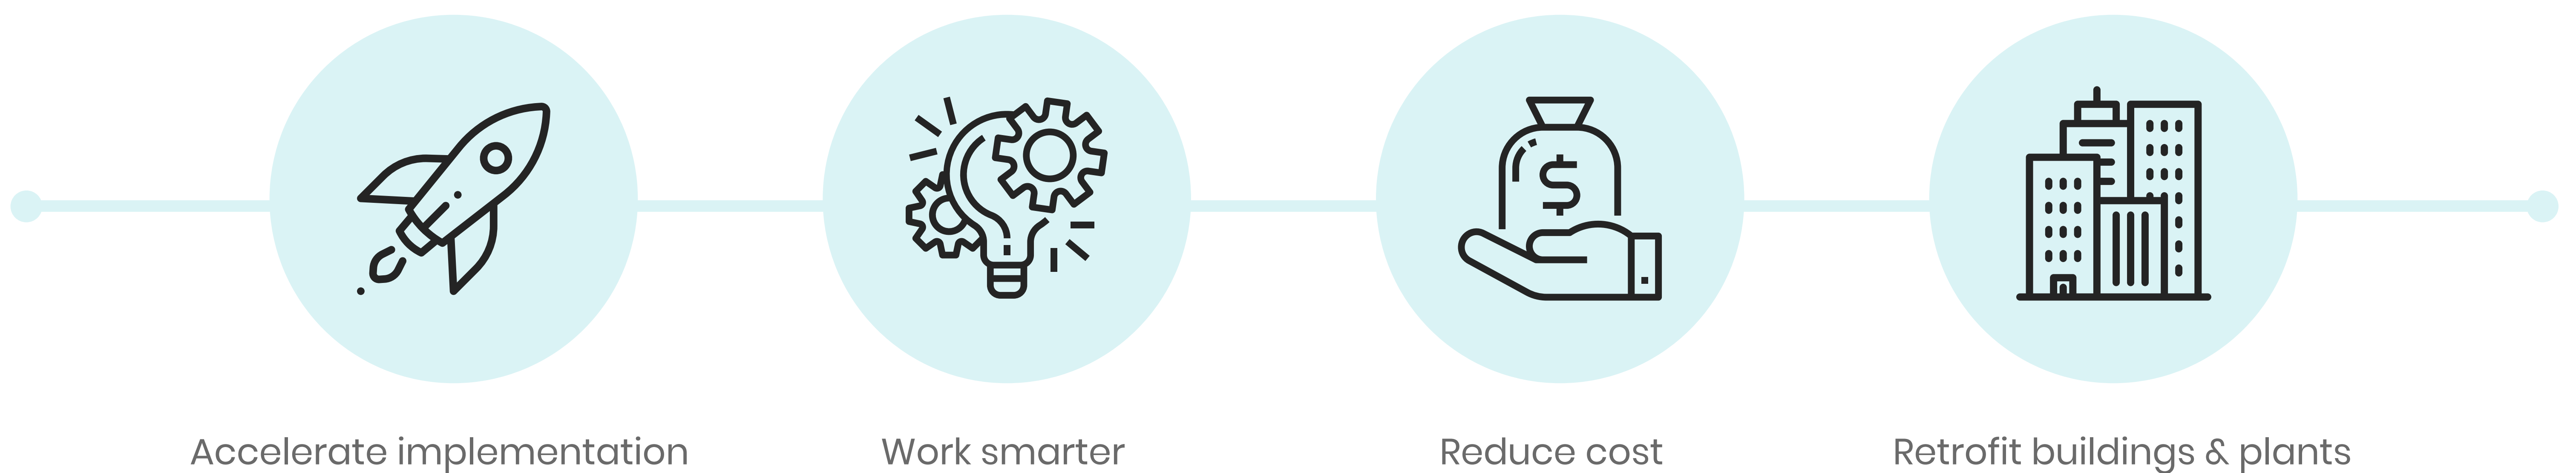 Accelerate implementation
Work smarter
Reduce cost
Retrofit buildings & plants
$